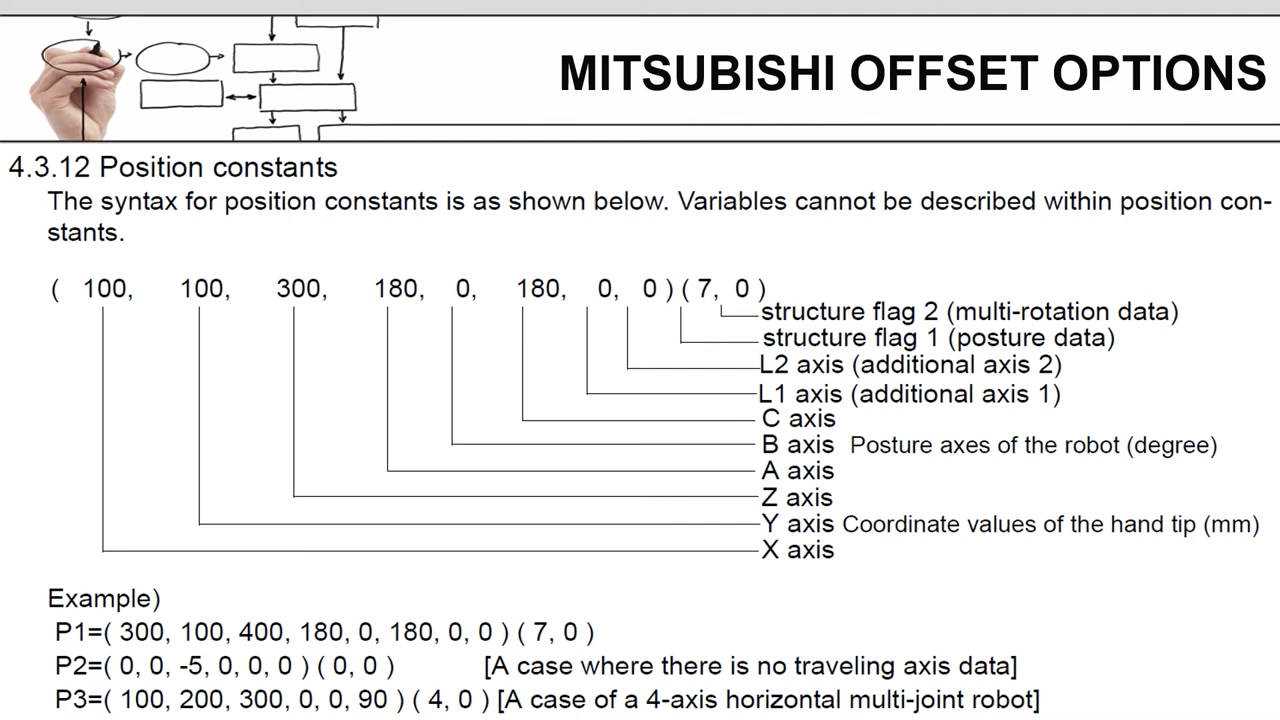 MITSUBISHI OFFSET OPTIONS
4.3.12 Position constants
The syntax for position constants is as shown below. Variables cannot be described within position con-
stants.
( 100, 100, 300, 180, 0, 180, 0, 0 ) ( 7, 0 )
structure flag 2 (multi-rotation data)
structure flag 1 (posture data)
L2 axis (additional axis 2)
L1 axis (additional axis 1)
C axis
B axis Posture axes of the robot (degree)
A axis
Z axis
Y axis Coordinate values of the hand tip (mm)
X axis
Example)
P1=( 300, 100, 400, 180, 0, 180, 0, 0 ) ( 7, 0 )
P2=( 0, 0, -5, 0, 0, 0 ) ( 0, 0 ) [A case where there is no traveling axis data]
P3=( 100, 200, 300, 0, 0, 90 ) ( 4, 0 ) [A case of a 4-axis horizontal multi-joint robot]